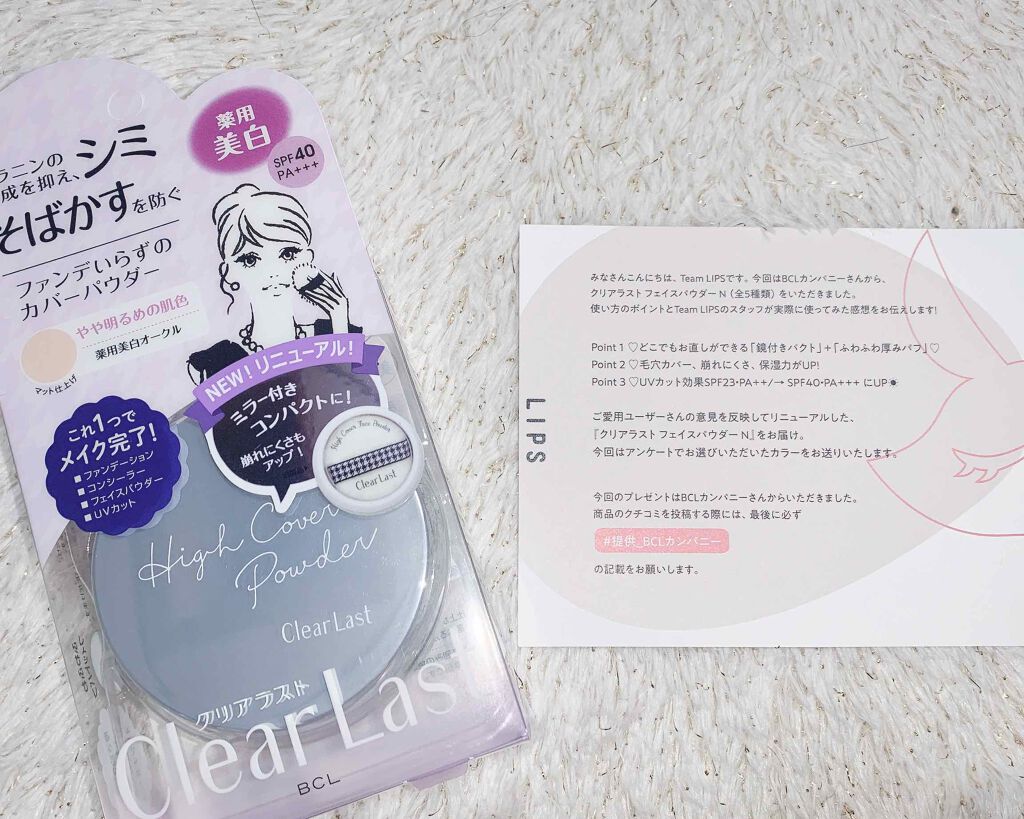 薬用
美白
SPF40
PA+++
ラニンの
成を抑え、シミ
そばかすを防ぐ
ファンデいらずの
カバーパウダー
やや明るめの肌色
薬用美白オークル
マット仕上げ
NEW! リニューアル!
ミラー付き
コンパクトに!
崩れにくさも
アップ!
High Cover Face Powder
ClearLast
これ1つで
メイク完了!
■ファンデーション
■コンシーラー
■フェイスパウダー
■UVカット
High Cover
Powder
ClearLast
クリアラスト
ClearLast
BCL
LIPS
みなさんこんにちは、Team LIPSです。今回はBCLカンパニーさんから、
クリアラスト フェイスパウダー N（全5種類）をいただきました。
使い方のポイントとTeam LIPSのスタッフが実際に使ってみた感想をお伝えします!
Point 1 ♡どこでもお直しができる「鏡付きパクト」+「ふわふわ厚みパフ」♡
Point 2 ♡毛穴カバー、崩れにくさ、保湿力がUP!
Point 3 ♡UVカット効果SPF23・PA++/→ SPF40・PA+++ にUP☀
ご愛用ユーザーさんの意見を反映してリニューアルした、
『クリアラスト フェイスパウダー N』をお届け。
今回はアンケートでお選びいただいたカラーをお送りいたします。
今回のプレゼントはBCLカンパニーさんからいただきました。
商品のクチコミを投稿する際には、最後に必ず
#提供_BCLカンパニー
の記載をお願いします。